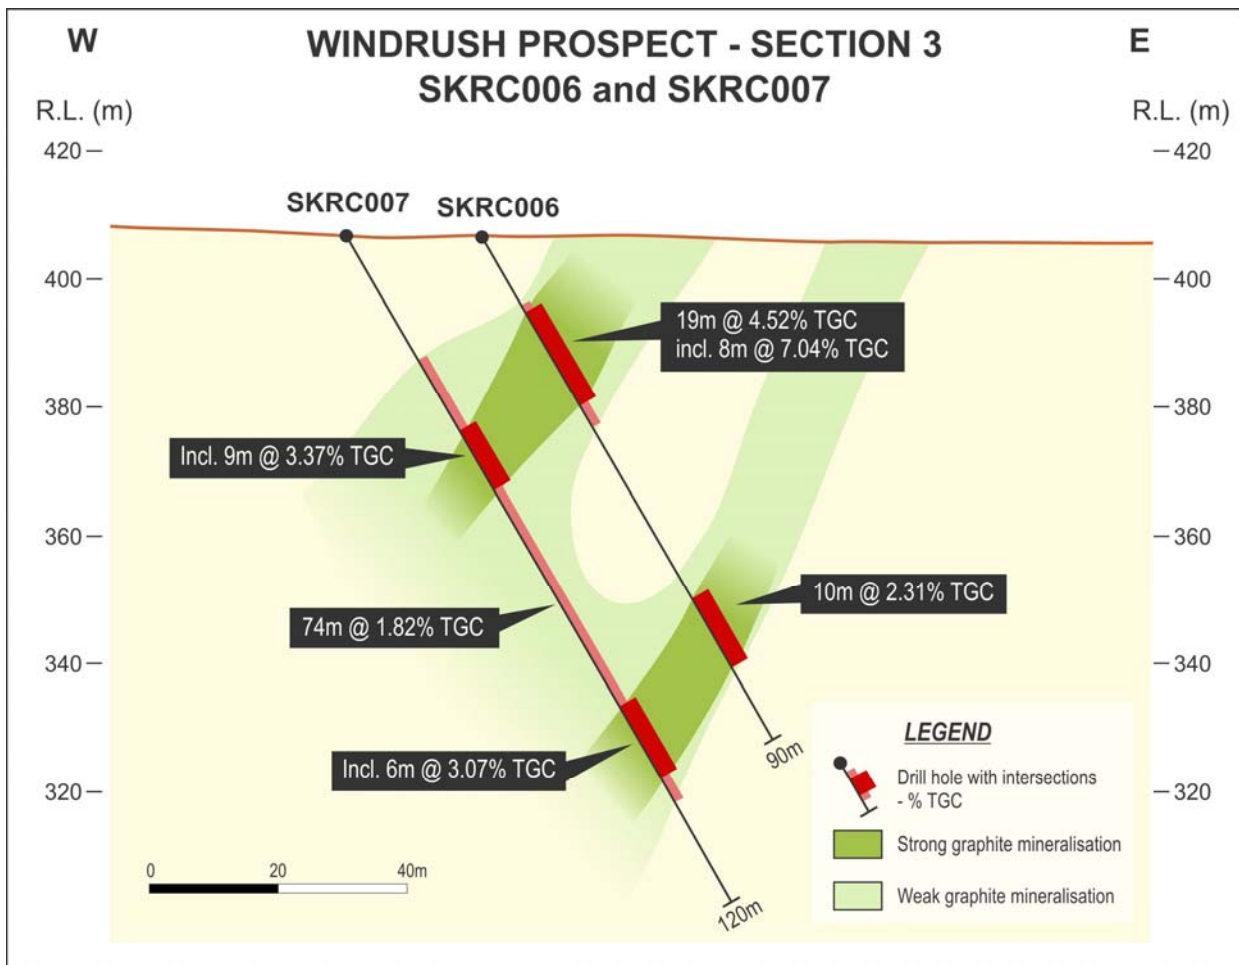 W
WINDRUSH PROSPECT - SECTION 3
E
SKRC006 and SKRC007
R.L. (m)
R.L. (m)
420
420
SKRC007
SKRC006
400
400
19m @ 4.52% TGC
incl. 8m @ 7.04% TGC
380
380
Incl. 9m @ 3.37% TGC
360
360
10m @ 2.31% TGC
74m @ 1.82% TGC
340
340
LEGEND
90m
Incl. 6m @ 3.07% TGC
Drill hole with intersections
- % TGC
320
320
Strong graphite mineralisation
0
20
40m
Weak graphite mineralisation
120m